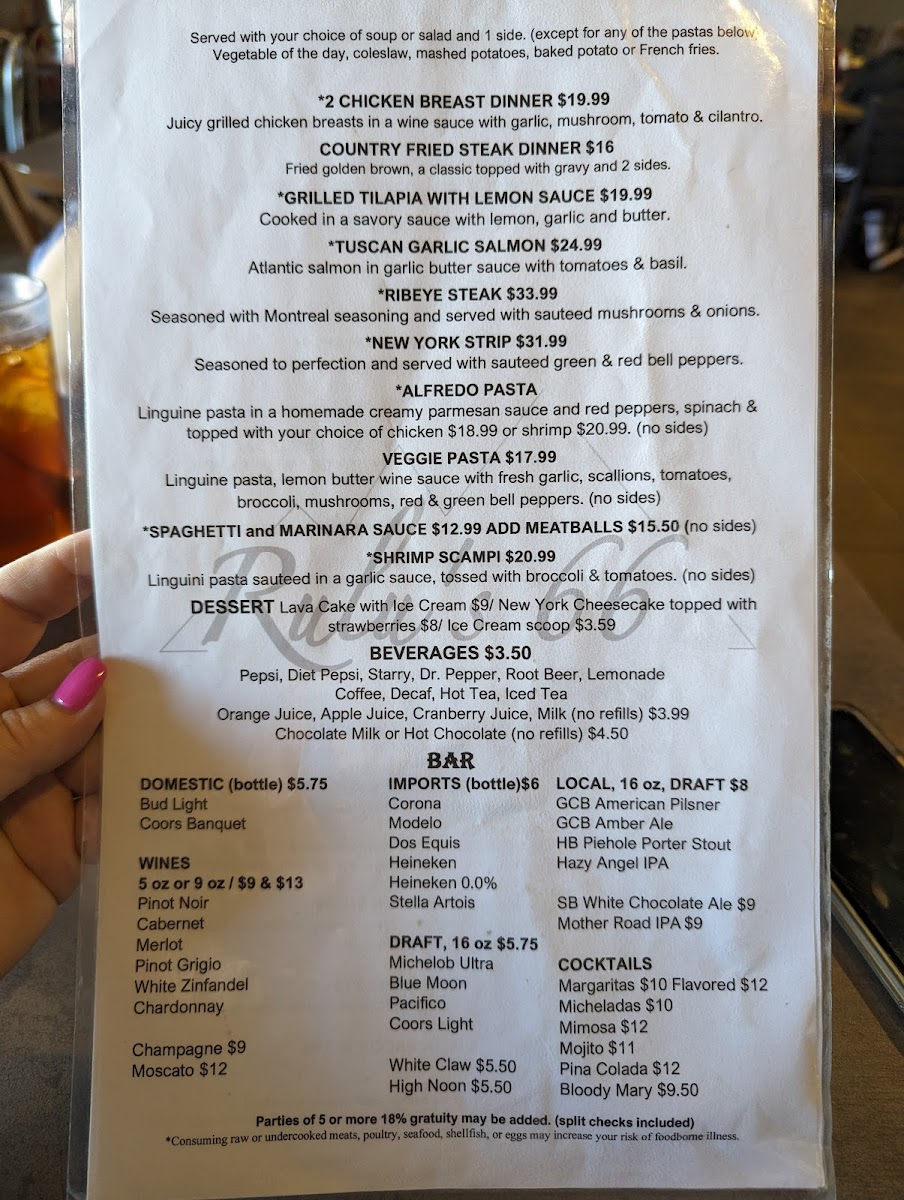 Served with your choice of soup or salad and 1 side. (except for any of the pastas below)
Vegetable of the day, coleslaw, mashed potatoes, baked potato or French fries.
*2 CHICKEN BREAST DINNER $19.99
Juicy grilled chicken breasts in a wine sauce with garlic, mushroom, tomato & cilantro.
COUNTRY FRIED STEAK DINNER $16
Fried golden brown, a classic topped with gravy and 2 sides.
*GRILLED TILAPIA WITH LEMON SAUCE $19.99
Cooked in a savory sauce with lemon, garlic and butter.
*TUSCAN GARLIC SALMON $24.99
Atlantic salmon in garlic butter sauce with tomatoes & basil.
*RIBEYE STEAK $33.99
Seasoned with Montreal seasoning and served with sauteed mushrooms & onions.
*NEW YORK STRIP $31.99
Seasoned to perfection and served with sauteed green & red bell peppers.
*ALFREDO PASTA
Linguine pasta in a homemade creamy parmesan sauce and red peppers, spinach &
topped with your choice of chicken $18.99 or shrimp $20.99. (no sides)
VEGGIE PASTA $17.99
Linguine pasta, lemon butter wine sauce with fresh garlic, scallions, tomatoes,
broccoli, mushrooms, red & green bell peppers. (no sides)
*SPAGHETTI and MARINARA SAUCE $12.99 ADD MEATBALLS $15.50 (no sides)
*SHRIMP SCAMPI $20.99
Linguini pasta sauteed in a garlic sauce, tossed with broccoli & tomatoes. (no sides)
Rulu's 66
DESSERT Lava Cake with Ice Cream $9/ New York Cheesecake topped with
strawberries $8/ Ice Cream scoop $3.59
BEVERAGES $3.50
Pepsi, Diet Pepsi, Starry, Dr. Pepper, Root Beer, Lemonade
Coffee, Decaf, Hot Tea, Iced Tea
Orange Juice, Apple Juice, Cranberry Juice, Milk (no refills) $3.99
Chocolate Milk or Hot Chocolate (no refills) $4.50
BAR
DOMESTIC (bottle) $5.75
Bud Light
Coors Banquet
WINES
5 oz or 9 oz / $9 & $13
Pinot Noir
Cabernet
Merlot
Pinot Grigio
White Zinfandel
Chardonnay
Champagne $9
Moscato $12
IMPORTS (bottle)$6
Corona
Modelo
Dos Equis
Heineken
Heineken 0.0%
Stella Artois
DRAFT, 16 oz $5.75
Michelob Ultra
Blue Moon
Pacifico
Coors Light
White Claw $5.50
High Noon $5.50
LOCAL, 16 oz, DRAFT $8
GCB American Pilsner
GCB Amber Ale
HB Piehole Porter Stout
Hazy Angel IPA
SB White Chocolate Ale $9
Mother Road IPA $9
COCKTAILS
Margaritas $10 Flavored $12
Micheladas $10
Mimosa $12
Mojito $11
Pina Colada $12
Bloody Mary $9.50
Parties of 5 or more 18% gratuity may be added. (split checks included)
*Consuming raw or undercooked meats, poultry, seafood, shellfish, or eggs may increase your risk of foodborne illness.